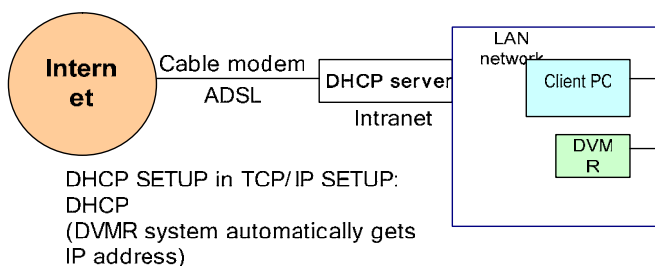 Intern
et
Cable modem
ADSL
DHCP server
Intranet
LAN
network
Client PC
DVM
R
DHCP SETUP in TCP/IP SETUP:
DHCP
(DVMR system automatically gets
IP address)